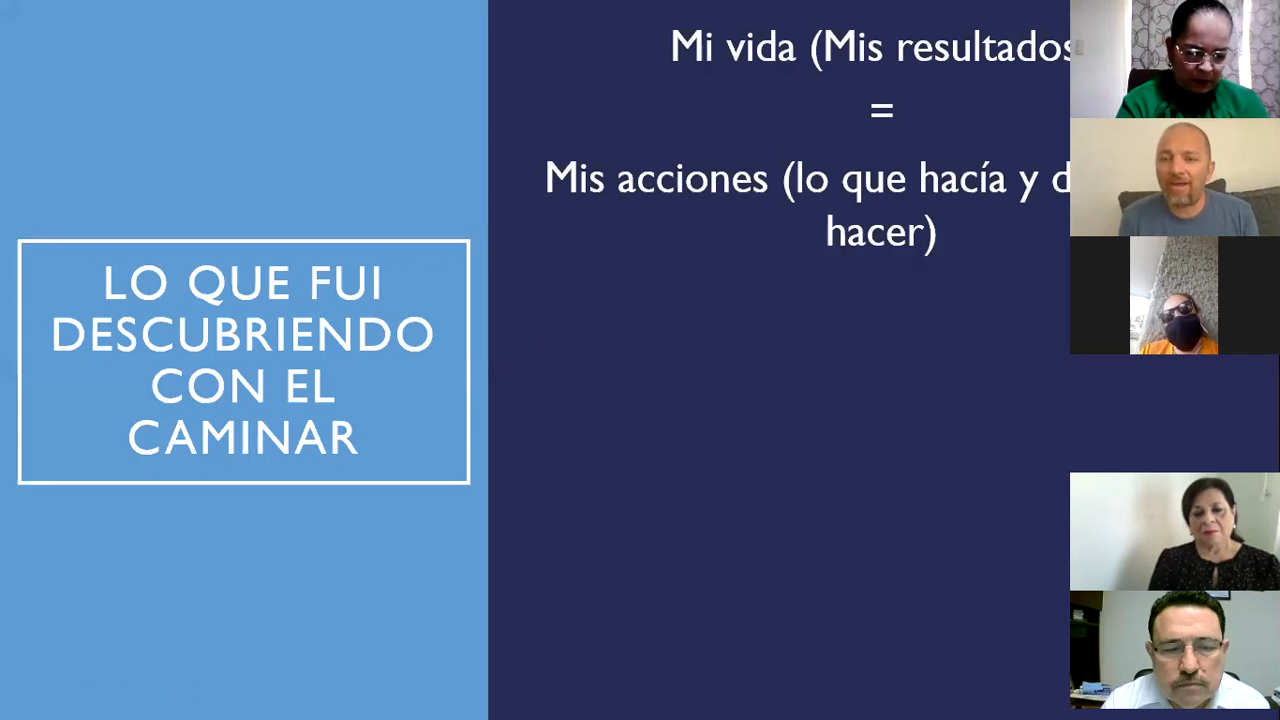 LO QUE FUI
DESCUBRIENDO
CON EL
CAMINAR
Mi vida (Mis resultados
=
Mis acciones (lo que hacía y
hacer)